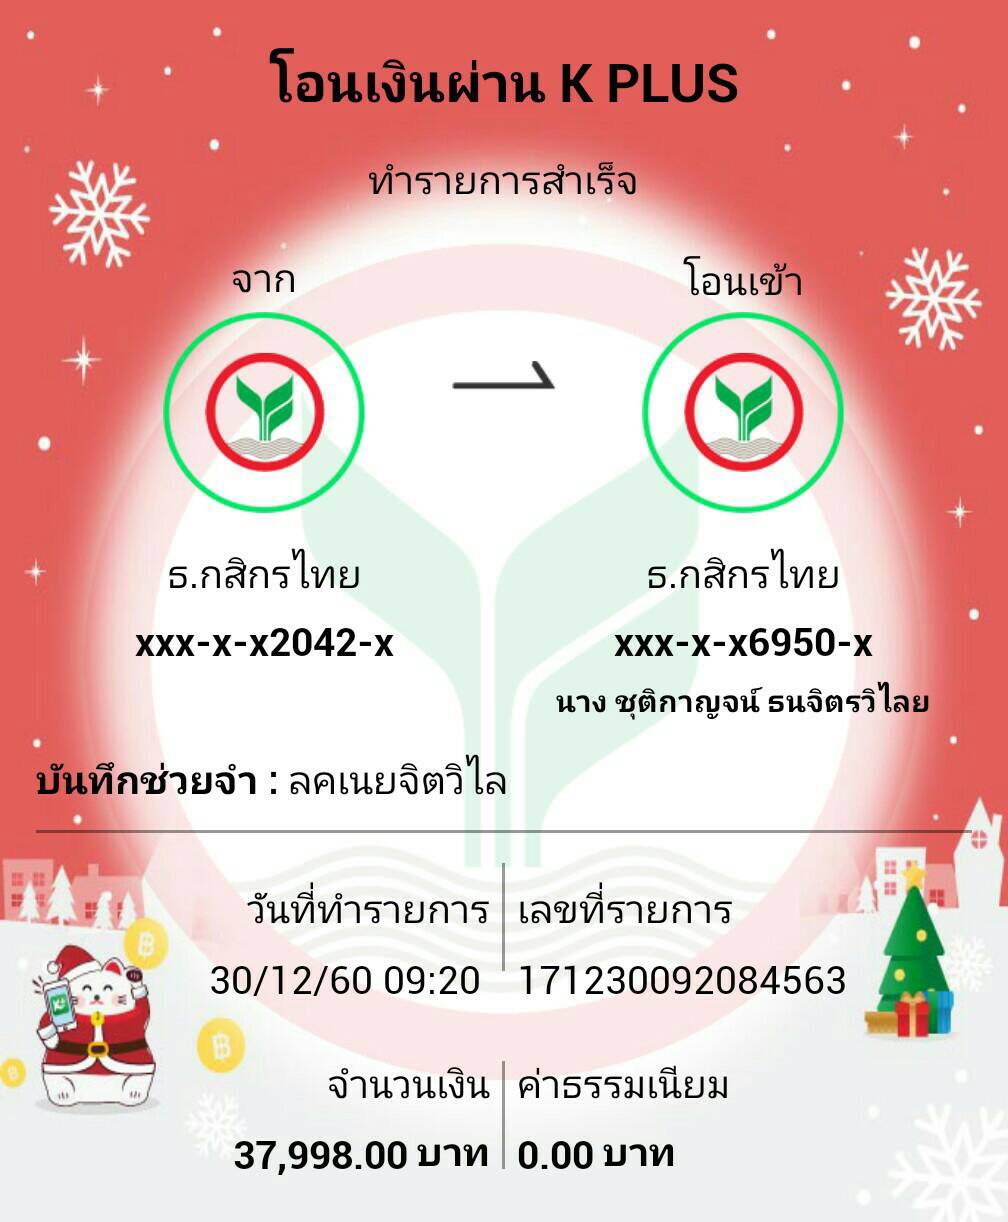 โอนเงินผ่าน K PLUS
ทำรายการสำเร็จ
จาก
โอนเข้า
ธ.กสิกรไทย
xxx-x-x2042-x
ธ.กสิกรไทย
xxx-x-x6950-x
นาง ชุติกาญจน์ ธนจิตรวิไลย
บันทึกช่วยจำ : ลคเนยจิตวิไล
วันที่ทำรายการ
30/12/60 09:20
เลขที่รายการ
171230092084563
จำนวนเงิน
37,998.00 บาท
ค่าธรรมเนียม
0.00 บาท